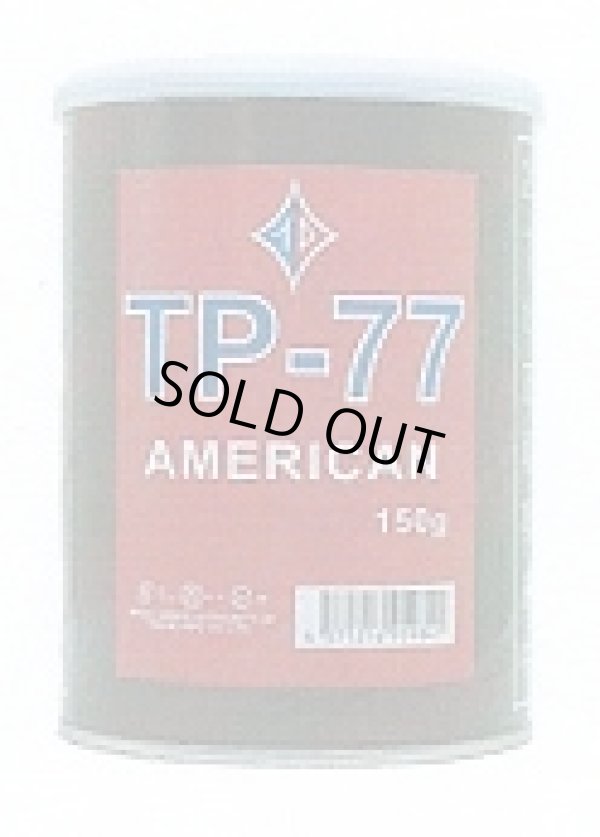 TP-77
SOLD OUT
AMERICAN
150g